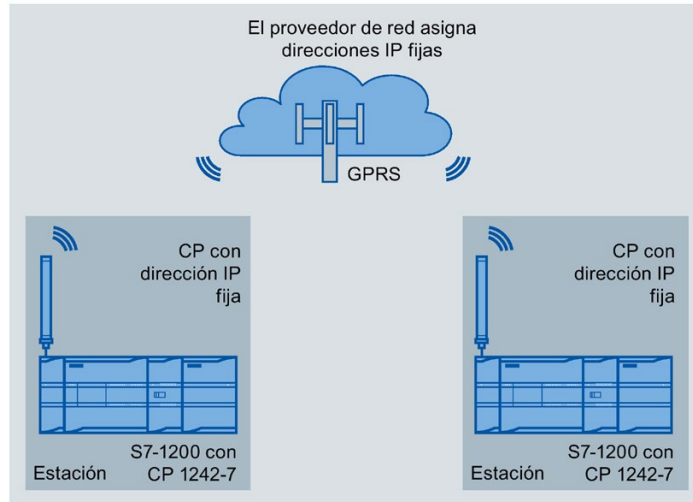 El proveedor de red asigna
direcciones IP fijas
GPRS
CP con
dirección IP
fija
S7-1200 con
Estación CP 1242-7
CP con
dirección IP
fija
S7-1200 con
Estación CP 1242-7